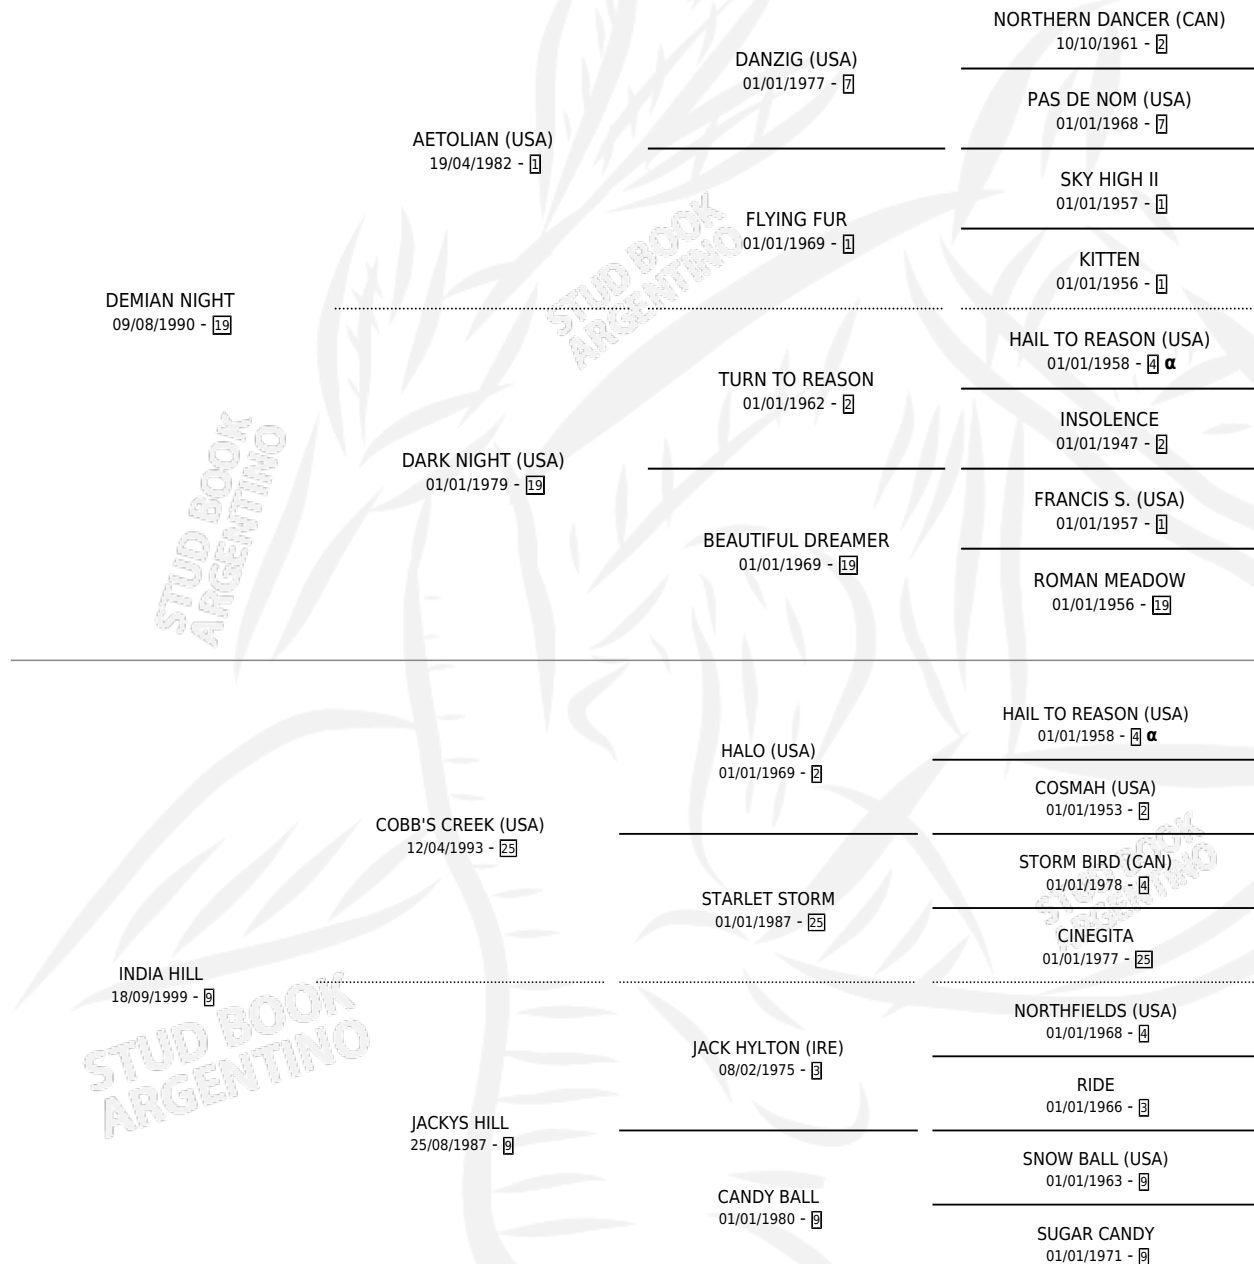 NORTHERN DANCER (CAN)
10/10/1961 - 2
DANZIG (USA)
01/01/1977 - 7
PAS DE NOM (USA)
01/01/1968 - 7
AETOLIAN (USA)
19/04/1982 - 1
SKY HIGH II
01/01/1957 - 1
FLYING FUR
01/01/1969 - 1
KITTEN
01/01/1956 - 1
DEMIAN NIGHT
09/08/1990 - 19
HAIL TO REASON (USA)
01/01/1958 - 4 α
TURN TO REASON
01/01/1962 - 2
INSOLENCE
01/01/1947 - 2
DARK NIGHT (USA)
01/01/1979 - 19
FRANCIS S. (USA)
01/01/1957 - 1
BEAUTIFUL DREAMER
01/01/1969 - 19
ROMAN MEADOW
01/01/1956 - 19
STUD BOOK
ARGENTINO
STUD BOOK
ARGENTINO
HAIL TO REASON (USA)
01/01/1958 - 4 α
HALO (USA)
01/01/1969 - 2
COSMAH (USA)
01/01/1953 - 2
COBB'S CREEK (USA)
12/04/1993 - 25
STORM BIRD (CAN)
01/01/1978 - 4
STARLET STORM
01/01/1987 - 25
CINEGITA
01/01/1977 - 25
INDIA HILL
18/09/1999 - 9
NORTHFIELDS (USA)
01/01/1968 - 4
JACK HYLTON (IRE)
08/02/1975 - 3
RIDE
01/01/1966 - 3
JACKYS HILL
25/08/1987 - 9
SNOW BALL (USA)
01/01/1963 - 9
CANDY BALL
01/01/1980 - 9
SUGAR CANDY
01/01/1971 - 9
STUD BOOK
ARGENTINO
STUD BOOK
ARGENTINO